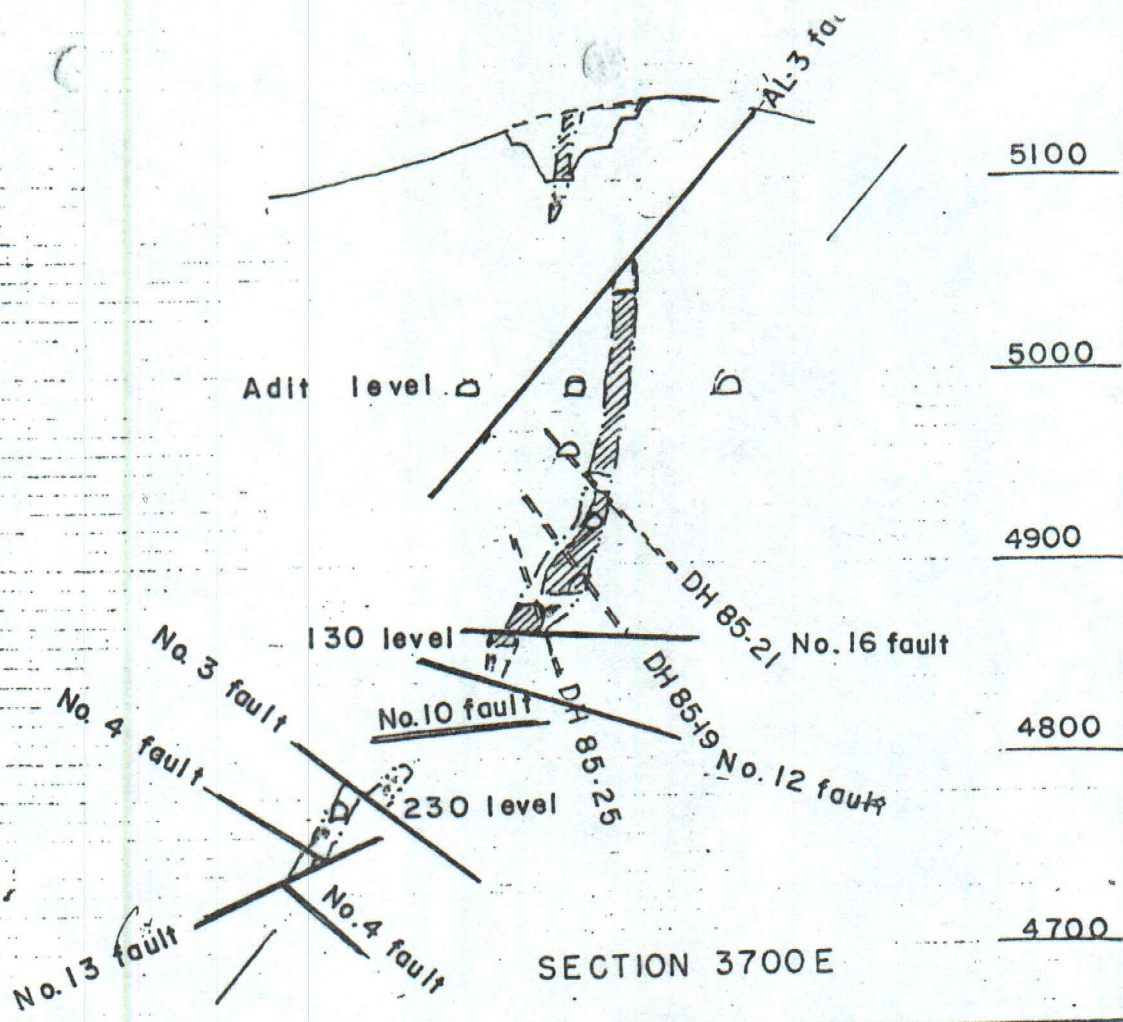 AL-3
5100
5000
Adit level
4900
DH 85-21
130 level
No. 16 fault
No. 3 fault
DH 85-19
No. 4 fault
No. 10 fault
DH 85-25
4800
No. 12 fault
230 level
No. 4 fault
No. 13 fault
4700
SECTION 3700E